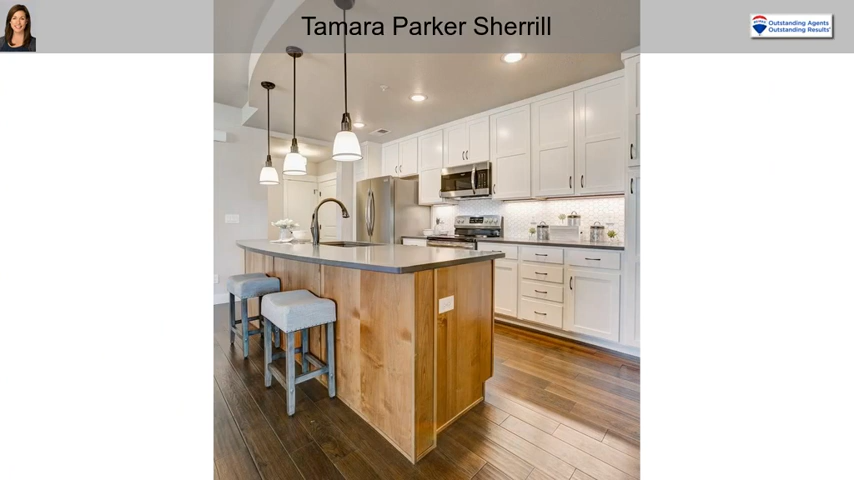 Tamara Parker Sherrill
Outstanding Agents
Outstanding Results